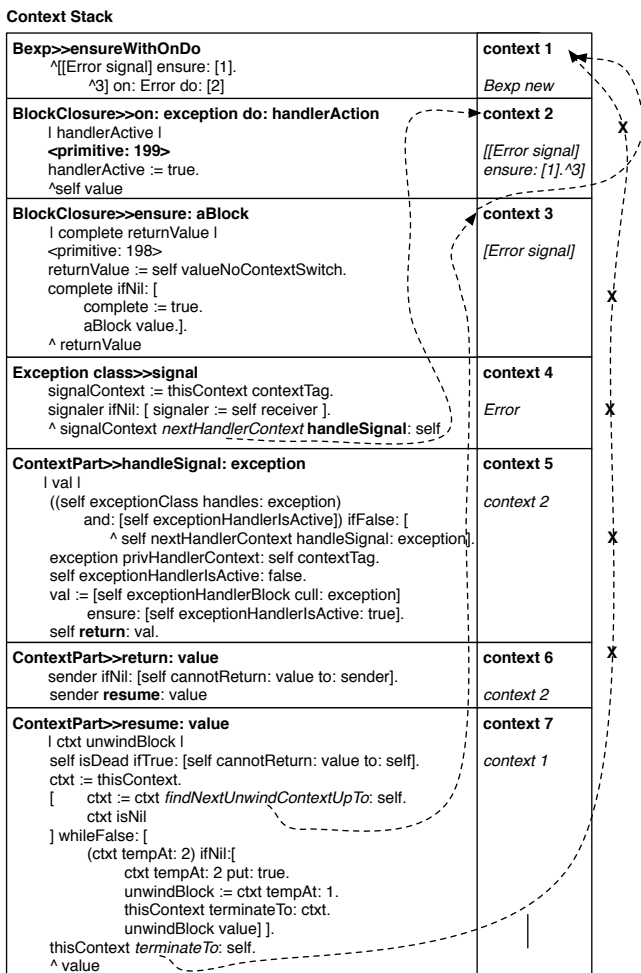 Context Stack
Bexp>>ensureWithOnDo
^[[Error signal] ensure: [1].
^3] on: Error do: [2]
context 1
Bexp new
BlockClosure>>on: exception do: handlerAction
| handlerActive |
<primitive: 199>
handlerActive := true.
^self value
context 2
[[Error signal]
ensure: [1].^3]
X
BlockClosure>>ensure: aBlock
| complete returnValue |
<primitive: 198>
returnValue := self valueNoContextSwitch.
complete ifNil: [
complete := true.
aBlock value.].
^ returnValue
context 3
[Error signal]
X
Exception class>>signal
signalContext := thisContext contextTag.
signaler ifNil: [ signaler := self receiver ].
^ signalContext nextHandlerContext handleSignal: self
context 4
Error
X
ContextPart>>handleSignal: exception
| val |
((self exceptionClass handles: exception)
and: [self exceptionHandlerIsActive]) ifFalse: [
^ self nextHandlerContext handleSignal: exception].
exception privHandlerContext: self contextTag.
self exceptionHandlerIsActive: false.
val := [self exceptionHandlerBlock cull: exception]
ensure: [self exceptionHandlerIsActive: true].
self return: val.
context 5
context 2
X
ContextPart>>return: value
sender ifNil: [self cannotReturn: value to: sender].
sender resume: value
context 6
context 2
X
ContextPart>>resume: value
| ctxt unwindBlock |
self isDead ifTrue: [self cannotReturn: value to: self].
ctxt := thisContext.
[ ctxt := ctxt findNextUnwindContextUpTo: self.
ctxt isNil
] whileFalse: [
(ctxt tempAt: 2) ifNil:[
ctxt tempAt: 2 put: true.
unwindBlock := ctxt tempAt: 1.
thisContext terminateTo: ctxt.
unwindBlock value] ].
thisContext terminateTo: self.
^ value
context 7
context 1